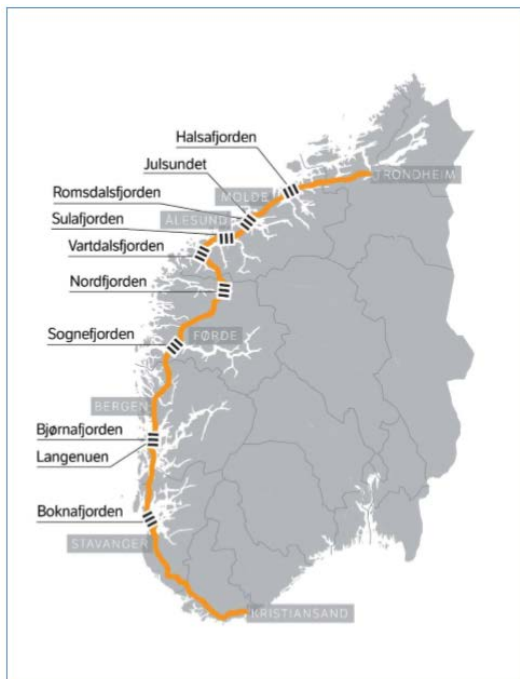 Halsafjorden
Julsundet
MOLDE
TRONDHEIM
Romsdalsfjorden
Sulafjorden
ÅLESUND
Vartdalsfjorden
Nordfjorden
Sognefjorden
FØRDE
BERGEN
Bjørnafjorden
Langenuen
Boknafjorden
STAVANGER
KRISTIANSAND